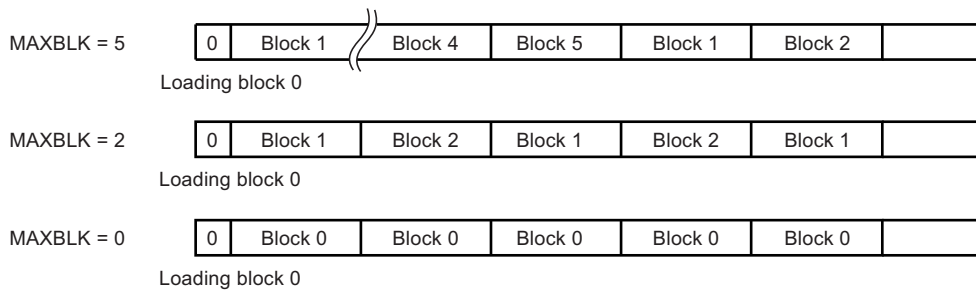 MAXBLK = 5 0 Block 1 Block 4 Block 5 Block 1 Block 2
Loading block 0
MAXBLK = 2 0 Block 1 Block 2 Block 1 Block 2 Block 1
Loading block 0
MAXBLK = 0 0 Block 0 Block 0 Block 0 Block 0 Block 0
Loading block 0